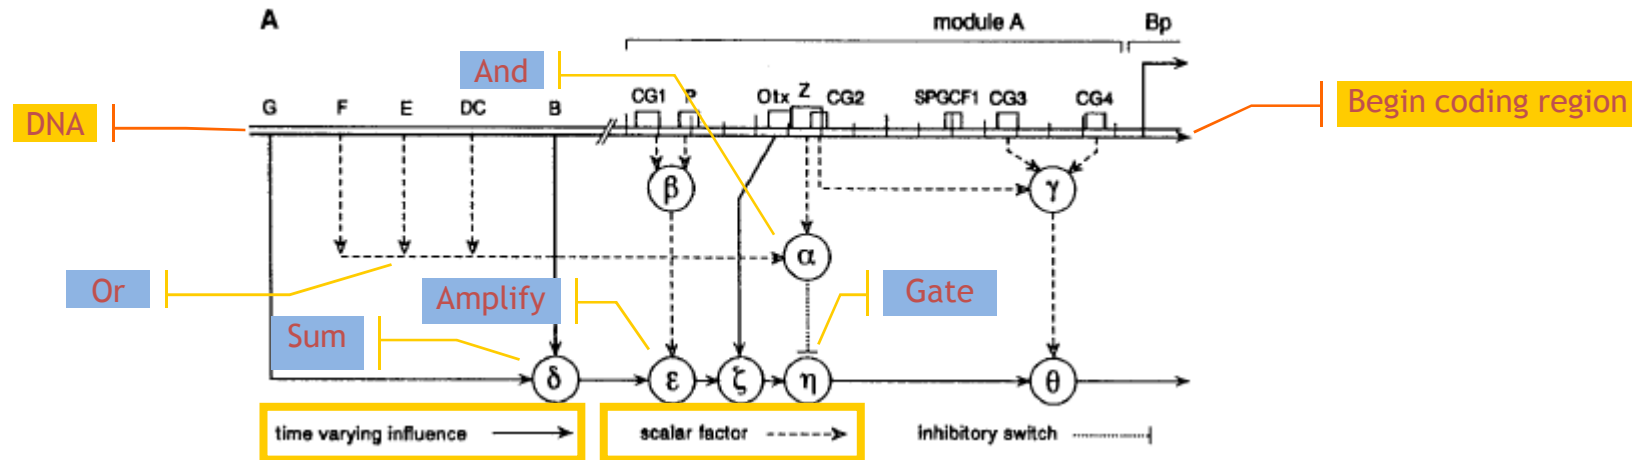 A
module A
Bp
And
G F E DC B CG1 P Otx Z CG2 SPGCF1 CG3 CG4
DNA
Begin coding region
β
γ
α
Or
Amplify
Gate
Sum
δ ε ζ η θ
time varying influence
scalar factor
inhibitory switch